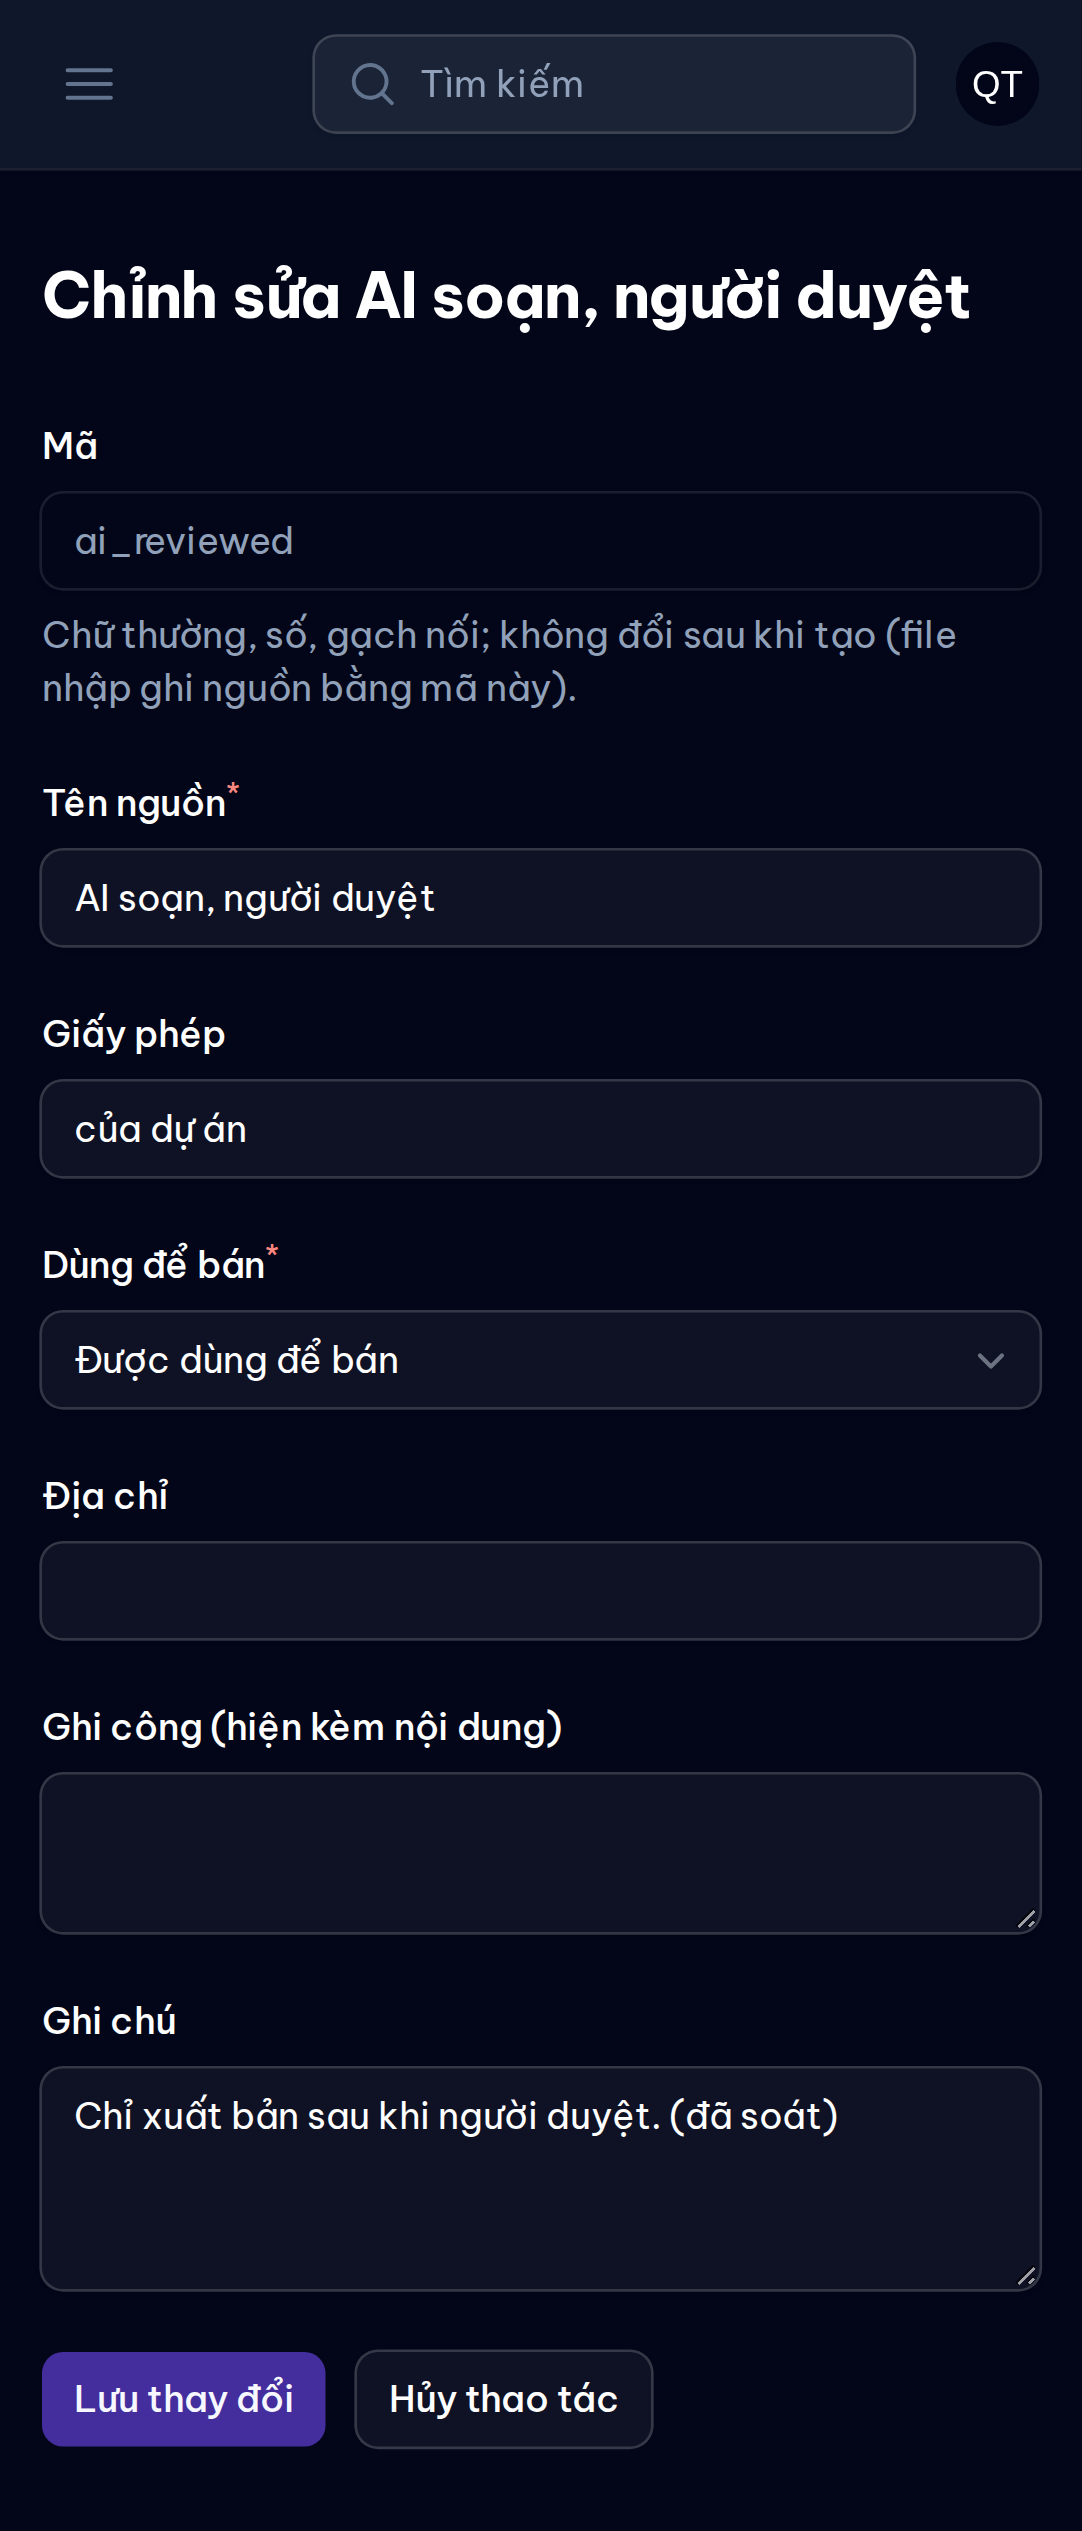 Tìm kiếm
QT
Chỉnh sửa AI soạn, người duyệt
Mã
ai_reviewed
Chữ thường, số, gạch nối; không đổi sau khi tạo (file
nhập ghi nguồn bằng mã này).
Tên nguồn*
AI soạn, người duyệt
Giấy phép
của dự án
Dùng để bán*
Được dùng để bán
Địa chỉ
Ghi công (hiện kèm nội dung)
Ghi chú
Chỉ xuất bản sau khi người duyệt. (đã soát)
Lưu thay đổi
Hủy thao tác